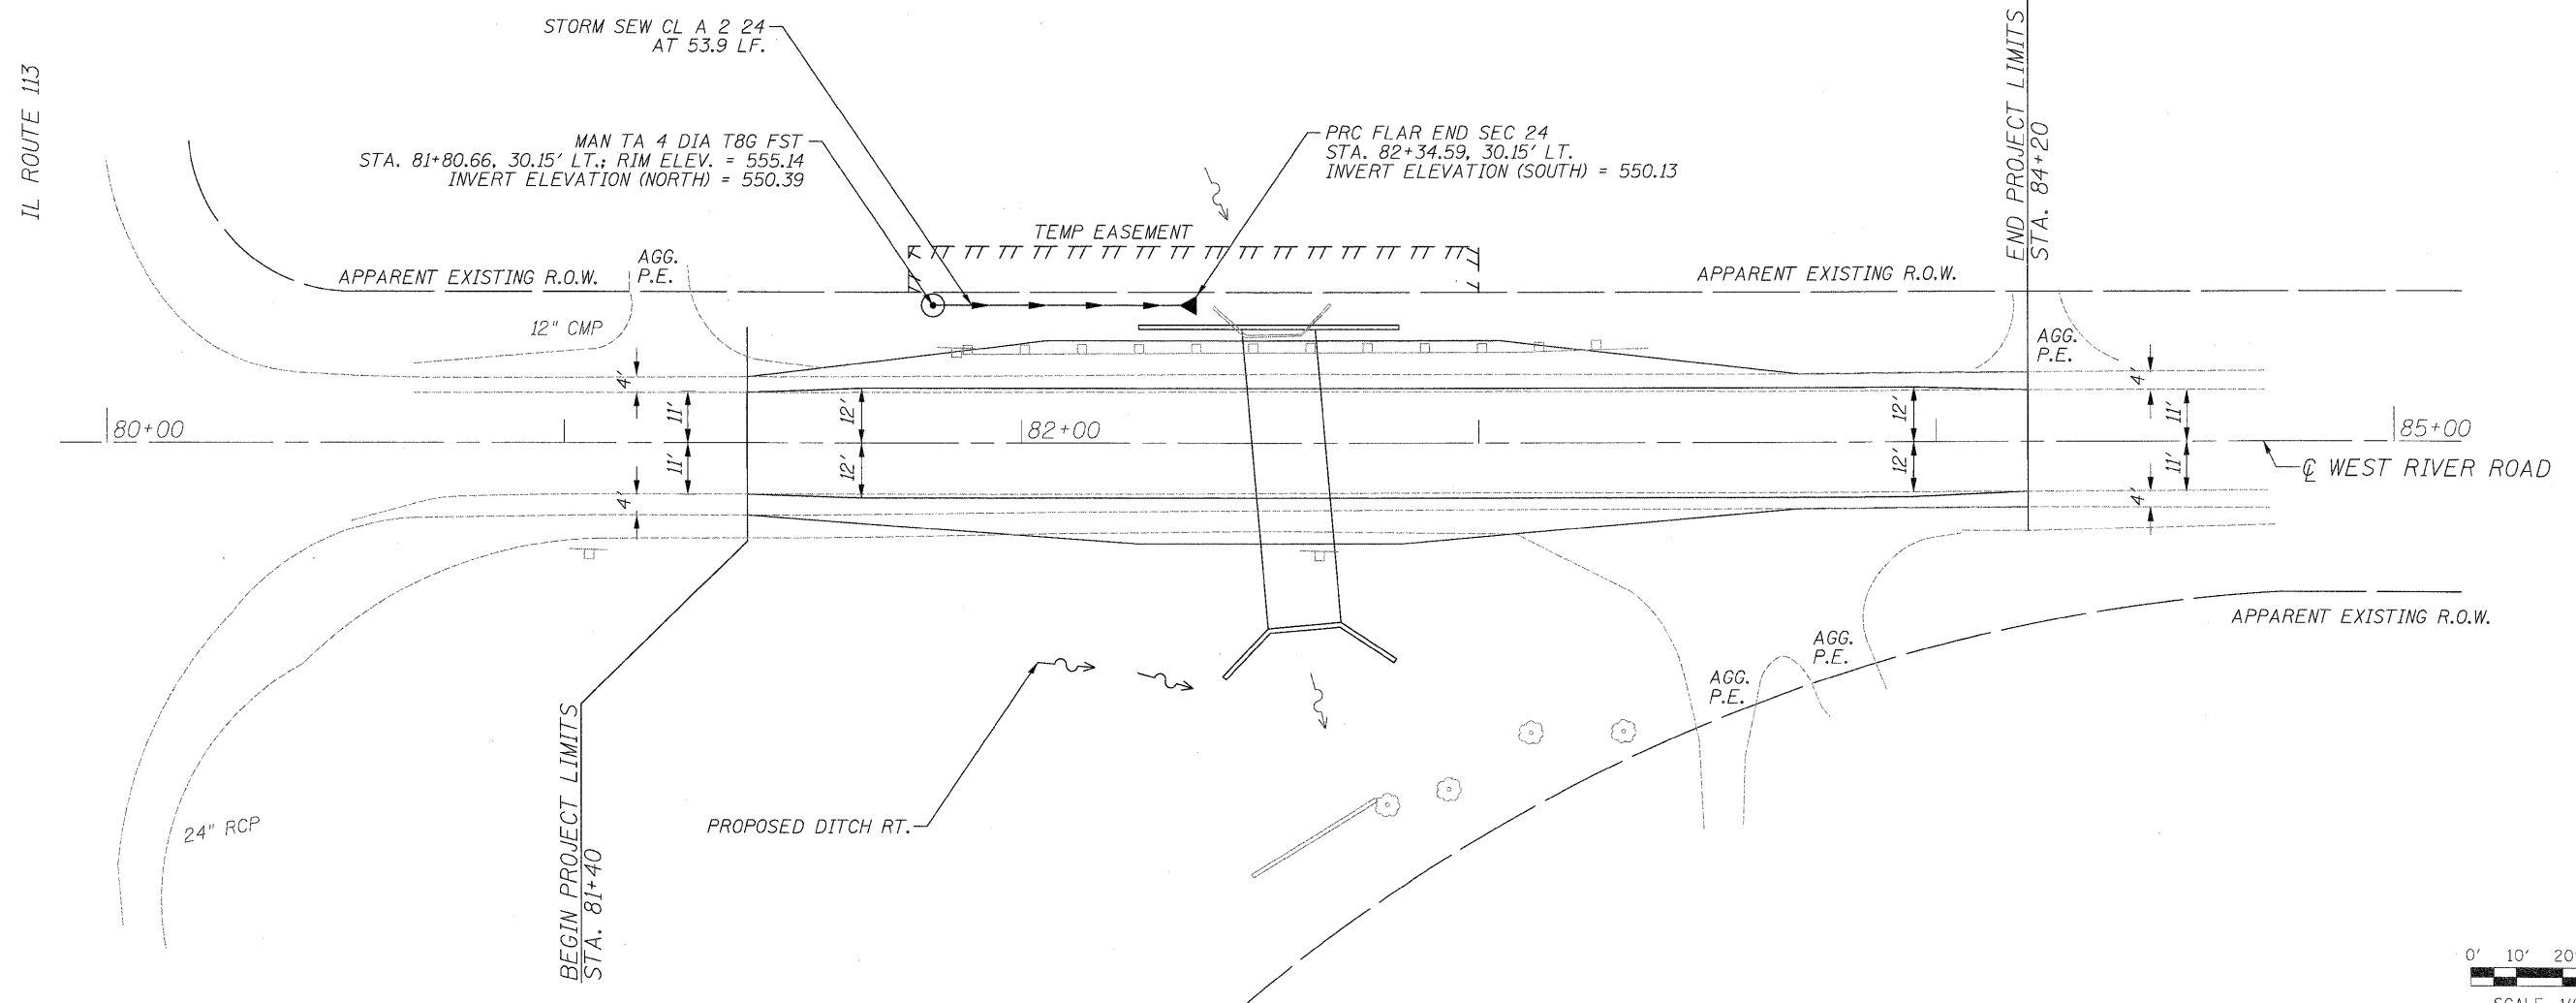 STORM SEW CL A 2 24
AT 53.9 LF.
IL ROUTE 113
MAN TA 4 DIA T8G FST
STA. 81+80.66, 30.15' LT.; RIM ELEV. = 555.14
INVERT ELEVATION (NORTH) = 550.39
PRC FLAR END SEC 24
STA. 82+34.59, 30.15' LT.
INVERT ELEVATION (SOUTH) = 550.13
END PROJECT LIMITS
STA. 84+20
TEMP EASEMENT
APPARENT EXISTING R.O.W.
AGG.
P.E.
APPARENT EXISTING R.O.W.
12" CMP
AGG.
P.E.
4'
11'
12'
12'
4'
11'
80+00
82+00
85+00
4'
11'
12'
12'
4'
11'
℄ WEST RIVER ROAD
APPARENT EXISTING R.O.W.
AGG.
P.E.
AGG.
P.E.
BEGIN PROJECT LIMITS
STA. 81+40
24" RCP
PROPOSED DITCH RT.
0' 10' 20'